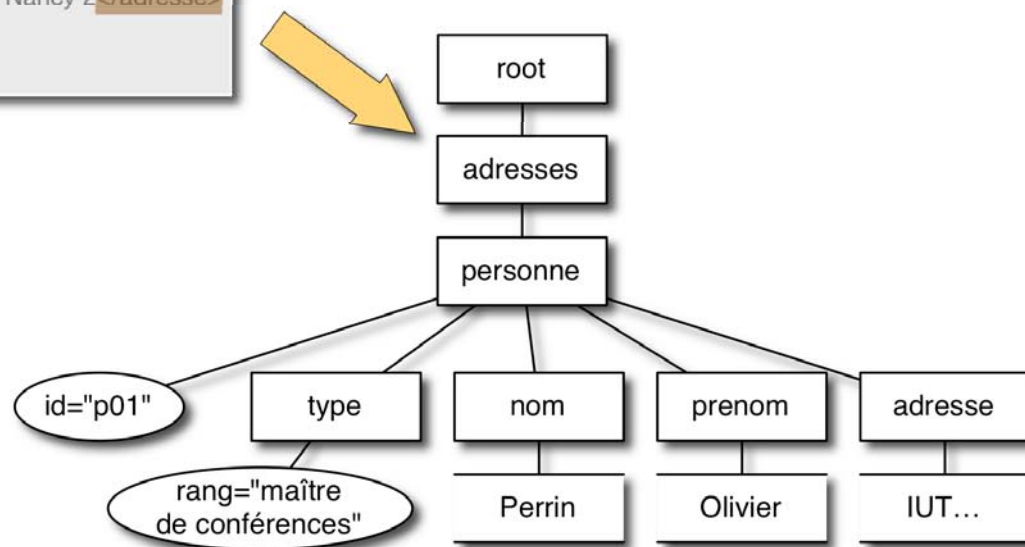 Nancy 2</adresse>
root
adresses
personne
id="p01"
type
nom
prenom
adresse
rang="maître
de conférences"
Perrin
Olivier
IUT...